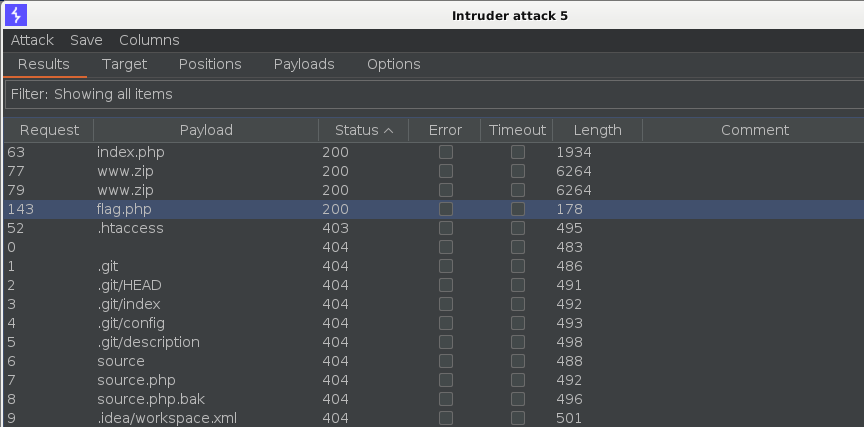 Intruder attack 5
Attack Save Columns
Results Target Positions Payloads Options
Filter: Showing all items
Request Payload Status Error Timeout Length Comment
63 index.php 200 1934
77 www.zip 200 6264
79 www.zip 200 6264
143 flag.php 200 178
52 .htaccess 403 495
0 404 483
1 .git 404 486
2 .git/HEAD 404 491
3 .git/index 404 492
4 .git/config 404 493
5 .git/description 404 498
6 source 404 488
7 source.php 404 492
8 source.php.bak 404 496
9 .idea/workspace.xml 404 501